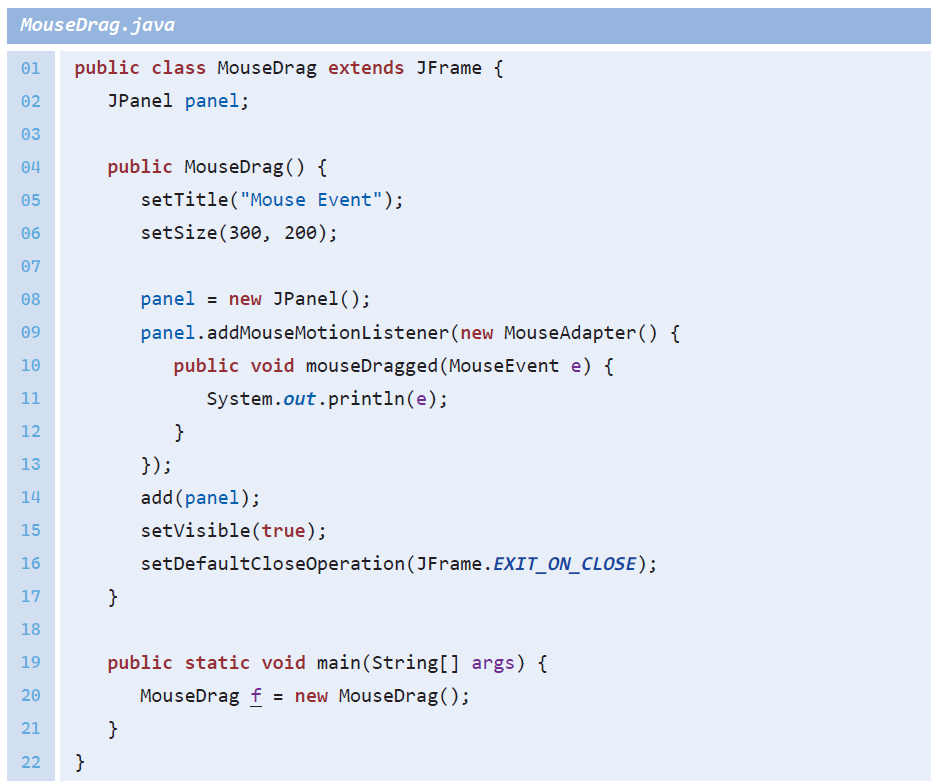 MouseDrag.java
01 public class MouseDrag extends JFrame {
02    JPanel panel;
03
04    public MouseDrag() {
05       setTitle("Mouse Event");
06       setSize(300, 200);
07
08       panel = new JPanel();
09       panel.addMouseMotionListener(new MouseAdapter() {
10          public void mouseDragged(MouseEvent e) {
11             System.out.println(e);
12          }
13       });
14       add(panel);
15       setVisible(true);
16       setDefaultCloseOperation(JFrame.EXIT_ON_CLOSE);
17    }
18
19    public static void main(String[] args) {
20       MouseDrag f = new MouseDrag();
21    }
22 }